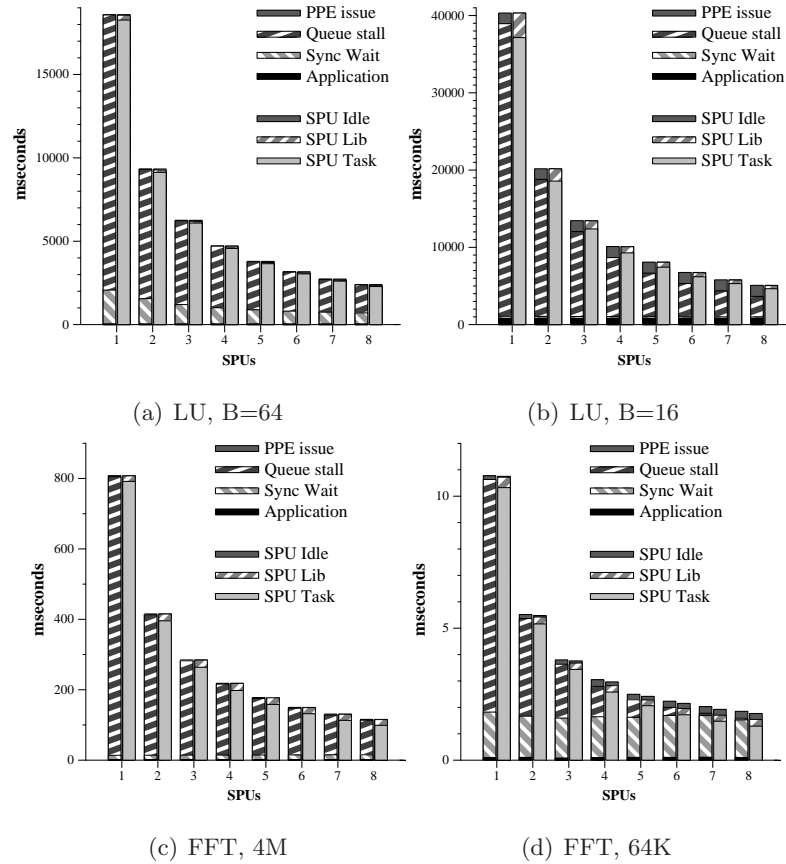 PPE issue
Queue stall
Sync Wait
Application
SPU Idle
SPU Lib
SPU Task
mseconds
18000
13000
5000
0
1 2 3 4 5 6 7 8
SPUs
(a) LU, B=64
PPE issue
Queue stall
Sync Wait
Application
SPU Idle
SPU Lib
SPU Task
mseconds
40000
30000
20000
10000
0
1 2 3 4 5 6 7 8
SPUs
(b) LU, B=16
PPE issue
Queue stall
Sync Wait
Application
SPU Idle
SPU Lib
SPU Task
mseconds
800
600
400
200
0
1 2 3 4 5 6 7 8
SPUs
(c) FFT, 4M
PPE issue
Queue stall
Sync Wait
Application
SPU Idle
SPU Lib
SPU Task
mseconds
10
5
0
1 2 3 4 5 6 7 8
SPUs
(d) FFT, 64K